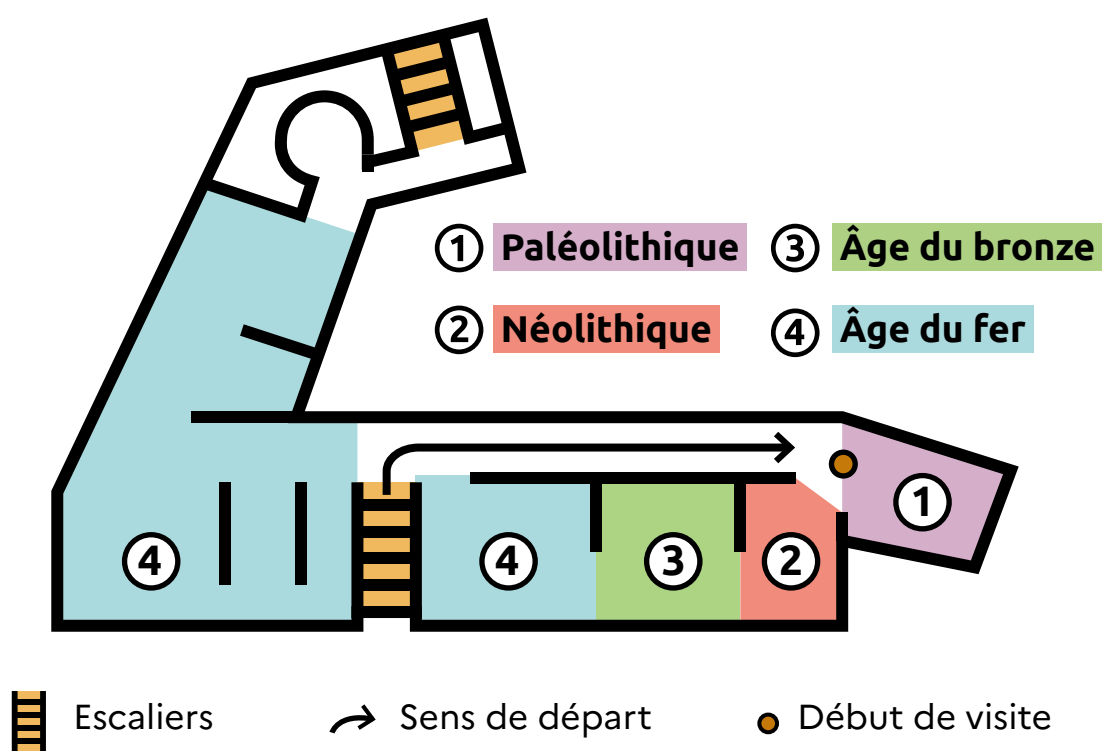 1 Paléolithique
3 Âge du bronze
2 Néolithique
4 Âge du fer
1
4
4
3
2
Escaliers
Sens de départ
Début de visite